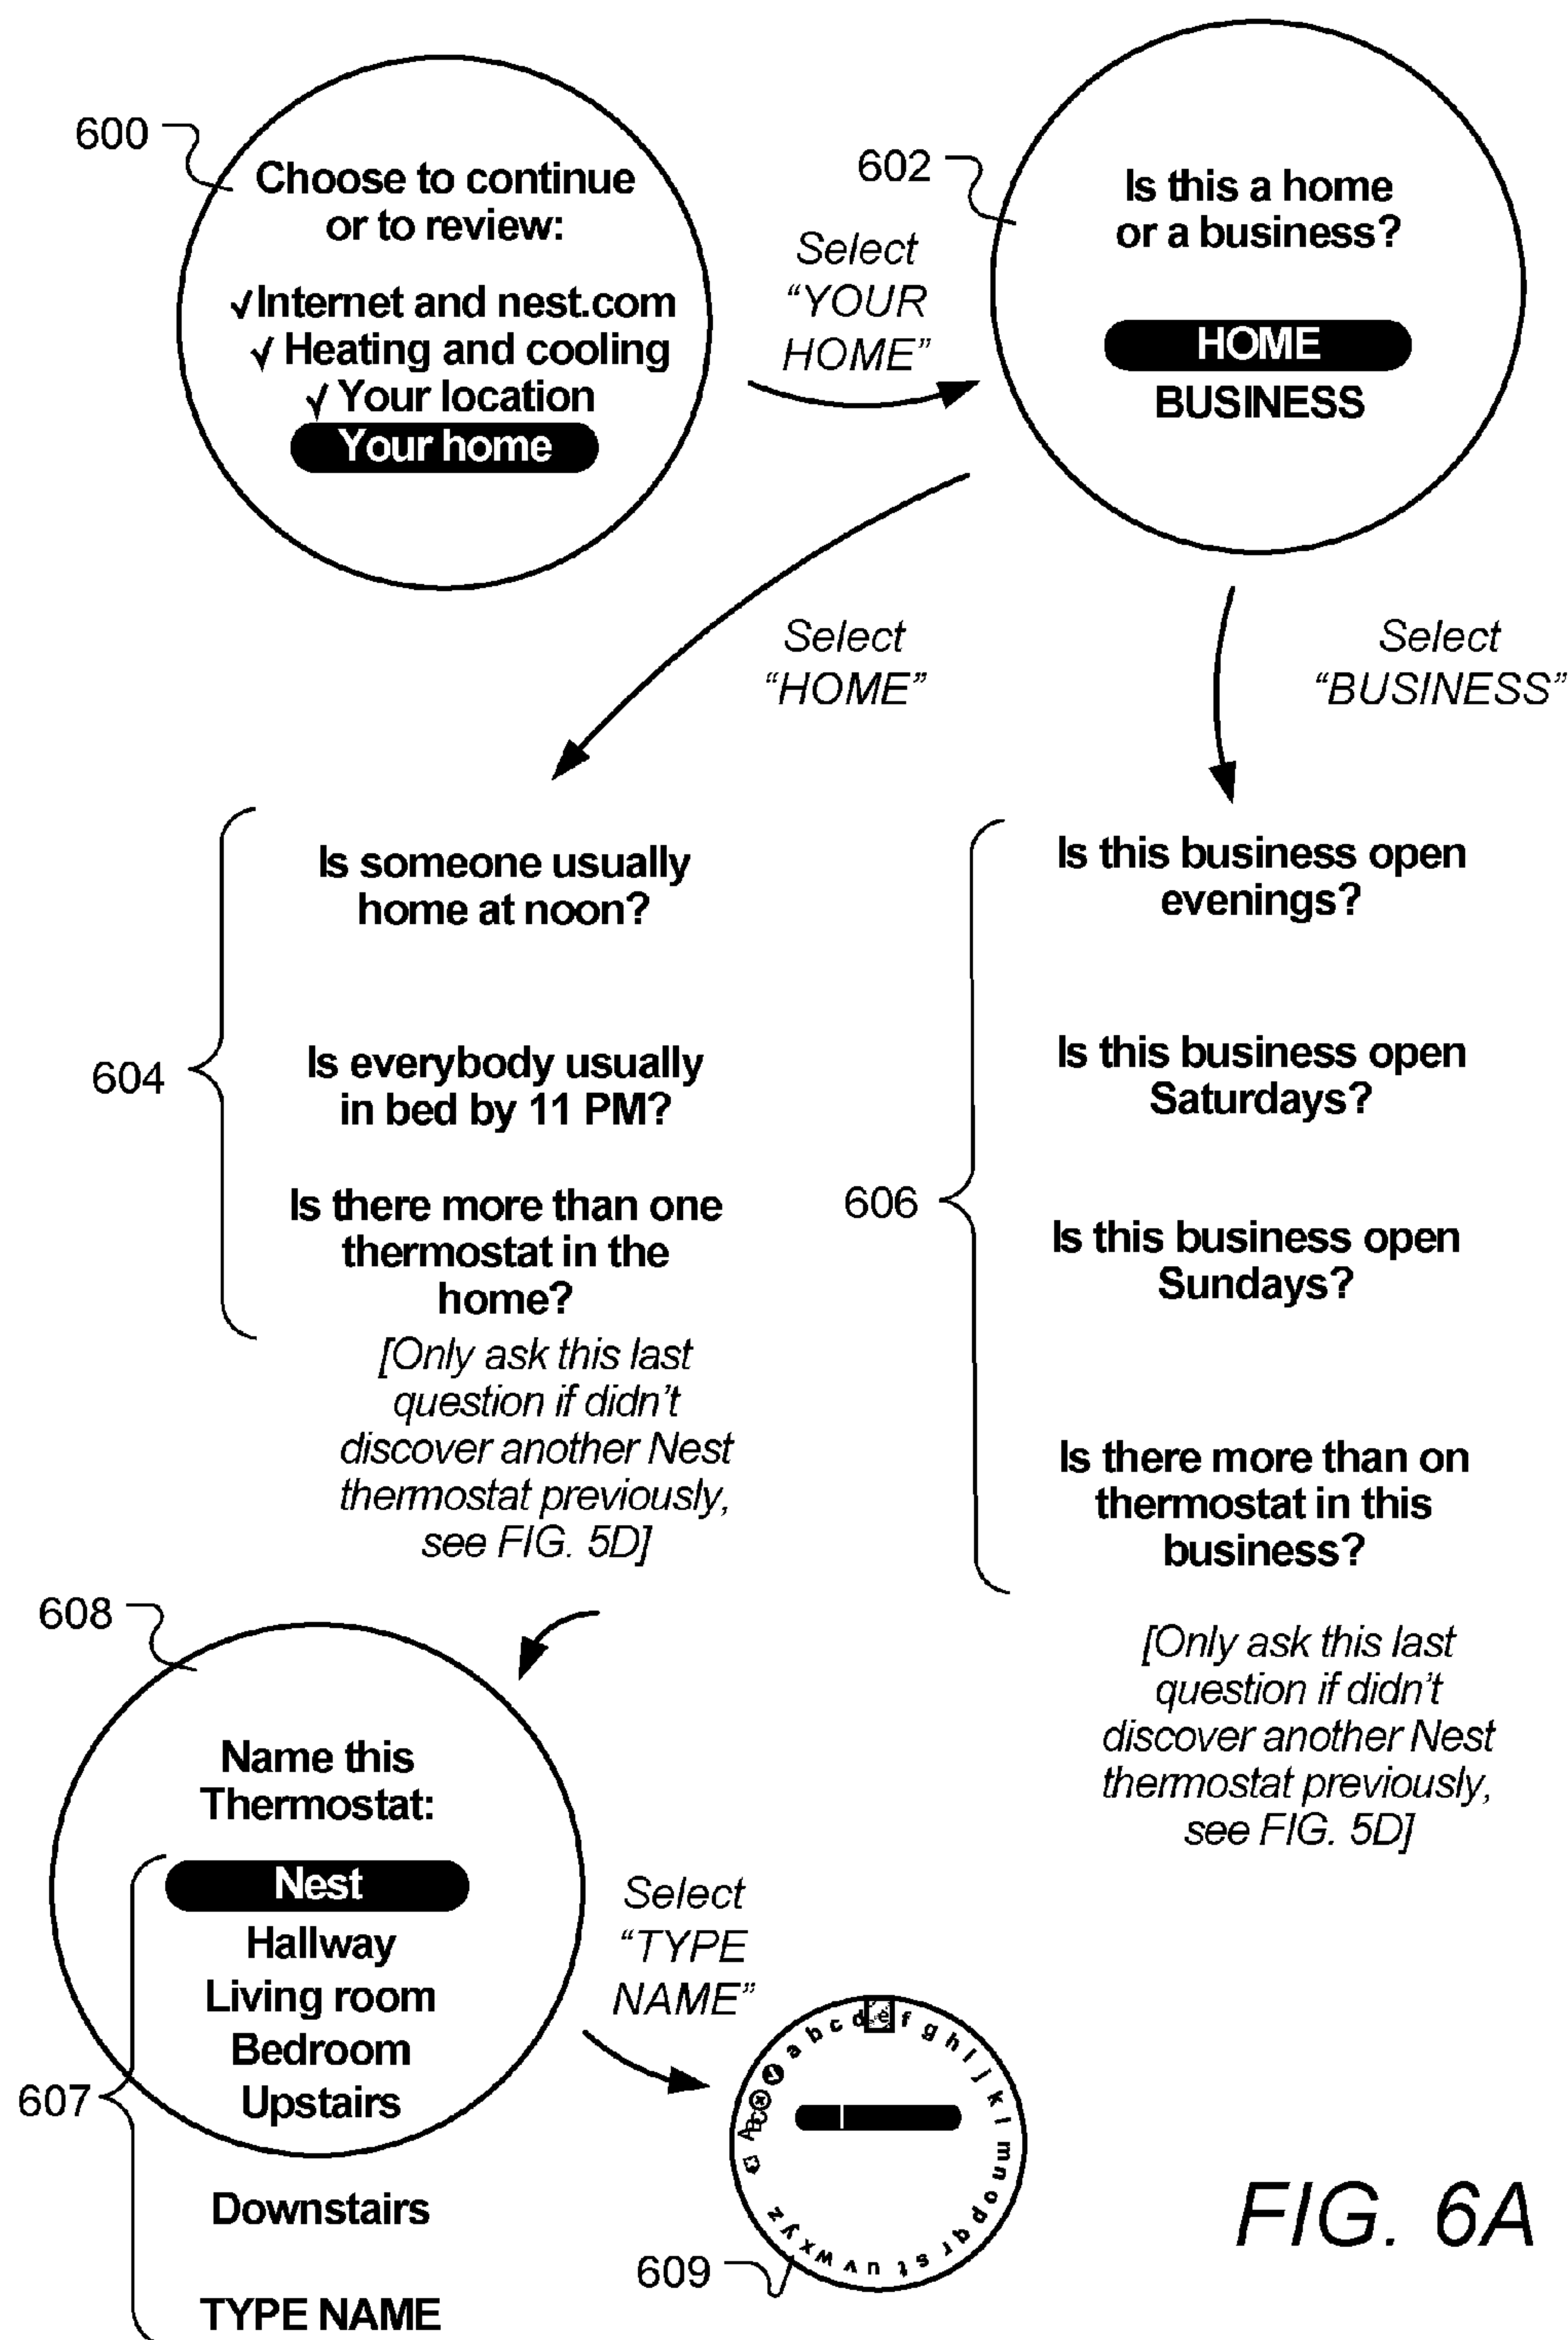 600
Choose to continue
or to review:
√Internet and nest.com
√ Heating and cooling
√ Your location
Your home
Select
“YOUR
HOME”
602
Is this a home
or a business?
HOME
BUSINESS
Select
“HOME”
Select
“BUSINESS”
604
Is someone usually
home at noon?
Is everybody usually
in bed by 11 PM?
Is there more than one
thermostat in the
home?
[Only ask this last
question if didn’t
discover another Nest
thermostat previously,
see FIG. 5D]
606
Is this business open
evenings?
Is this business open
Saturdays?
Is this business open
Sundays?
Is there more than on
thermostat in this
business?
[Only ask this last
question if didn’t
discover another Nest
thermostat previously,
see FIG. 5D]
608
Name this
Thermostat:
607
Nest
Hallway
Living room
Bedroom
Upstairs
Downstairs
TYPE NAME
Select
“TYPE
NAME”
a b c d e f g h i j k l m n o p q r s t u v w x y z
ABC
609
FIG. 6A